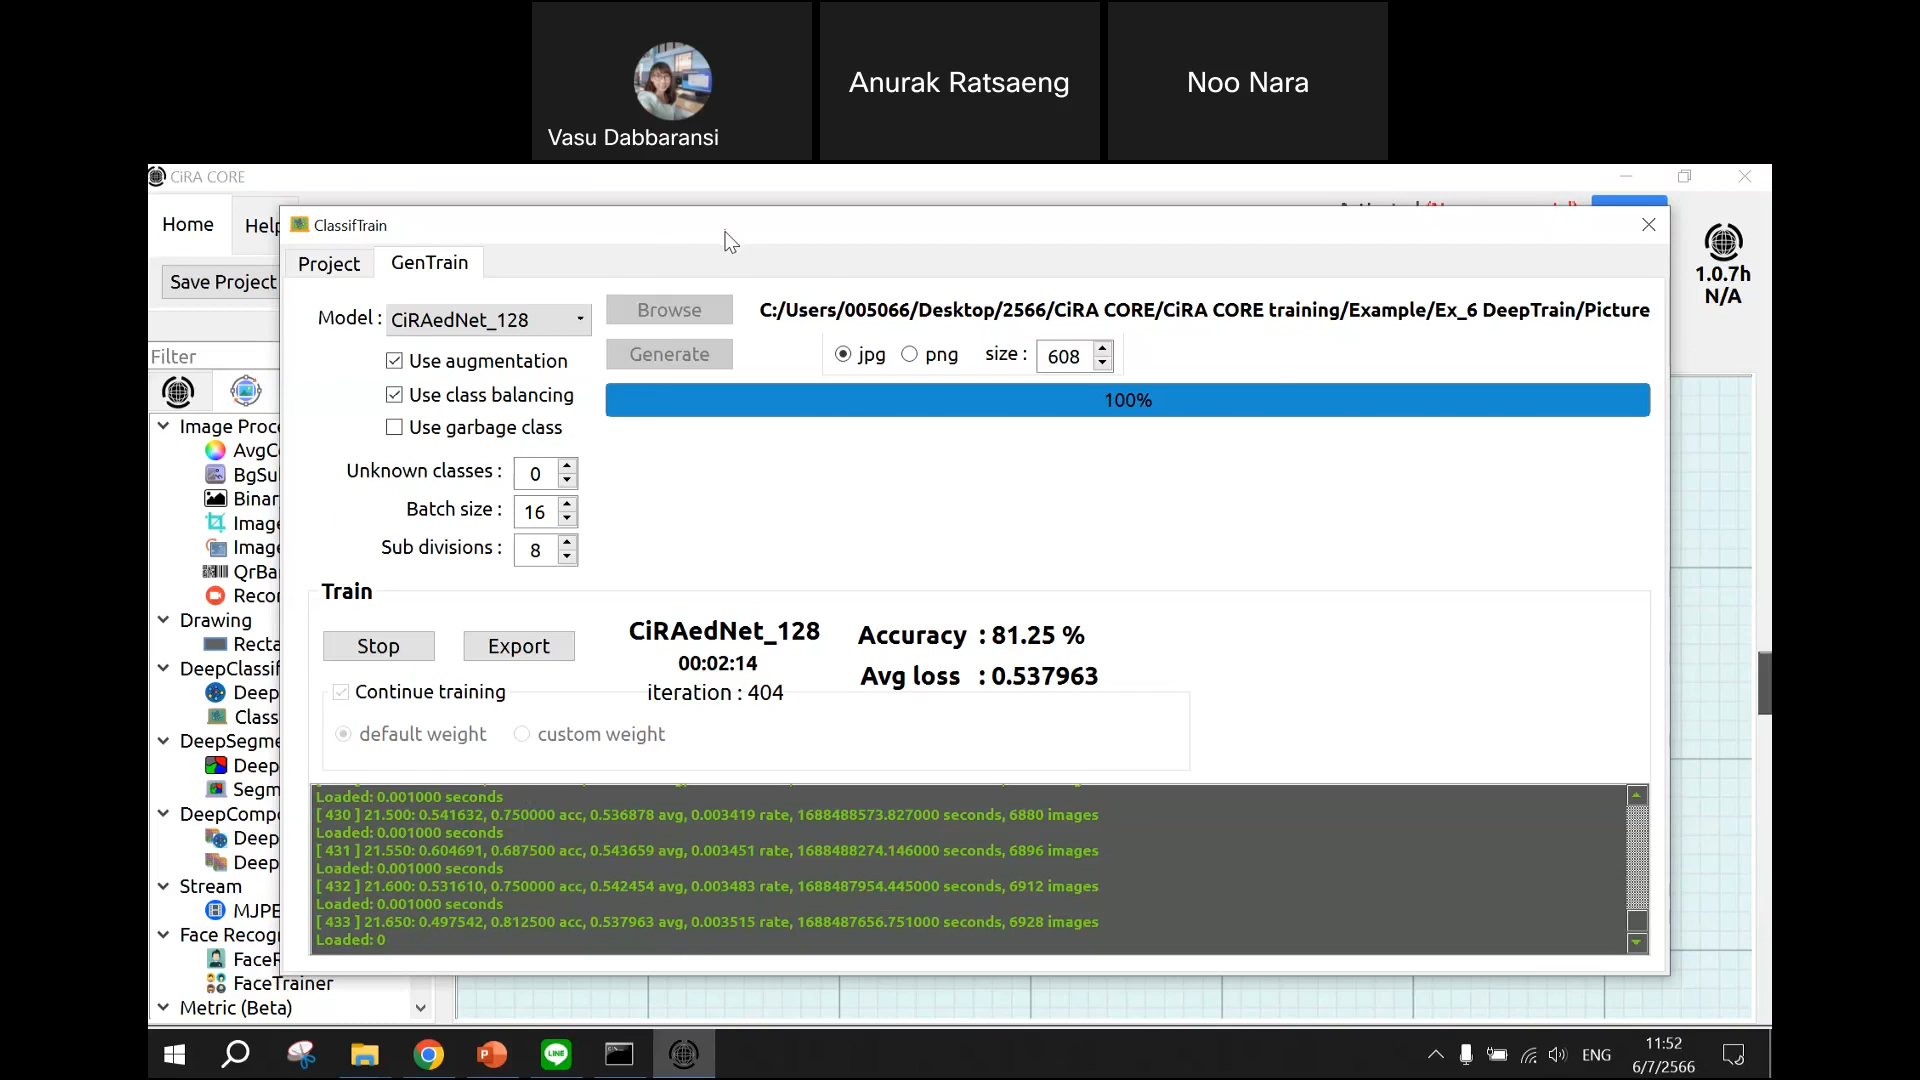 Vasu Dabbaransi
Anurak Ratsaeng
Noo Nara
CiRA CORE
Home
Help
ClassifTrain
Project
GenTrain
Save Project
1.0.7h
N/A
Model :
CiRAedNet_128
Browse
C:/Users/005066/Desktop/2566/CiRA CORE/CiRA CORE training/Example/Ex_6 DeepTrain/Picture
Generate
jpg
png
size :
608
Use augmentation
Use class balancing
Use garbage class
100%
Unknown classes :
0
Batch size :
16
Sub divisions :
8
Filter
Image Proc
AvgC
BgSu
Binar
Image
Image
QrBa
Recor
Drawing
Recta
DeepClassif
Deep
Class
DeepSegme
Deep
Segm
DeepCompo
Deep
Deep
Stream
MJPE
Face Recogn
FaceR
FaceTrainer
Metric (Beta)
Train
Stop
Export
CiRAedNet_128
00:02:14
iteration : 404
Accuracy : 81.25 %
Avg loss : 0.537963
Continue training
default weight
custom weight
Loaded: 0.001000 seconds
[ 430 ] 21.500: 0.541632, 0.750000 acc, 0.536878 avg, 0.003419 rate, 1688488573.827000 seconds, 6880 images
Loaded: 0.001000 seconds
[ 431 ] 21.550: 0.604691, 0.687500 acc, 0.543659 avg, 0.003451 rate, 1688488274.146000 seconds, 6896 images
Loaded: 0.001000 seconds
[ 432 ] 21.600: 0.531610, 0.750000 acc, 0.542454 avg, 0.003483 rate, 1688487954.445000 seconds, 6912 images
Loaded: 0.001000 seconds
[ 433 ] 21.650: 0.497542, 0.812500 acc, 0.537963 avg, 0.003515 rate, 1688487656.751000 seconds, 6928 images
Loaded: 0
LINE
ENG
11:52
6/7/2566